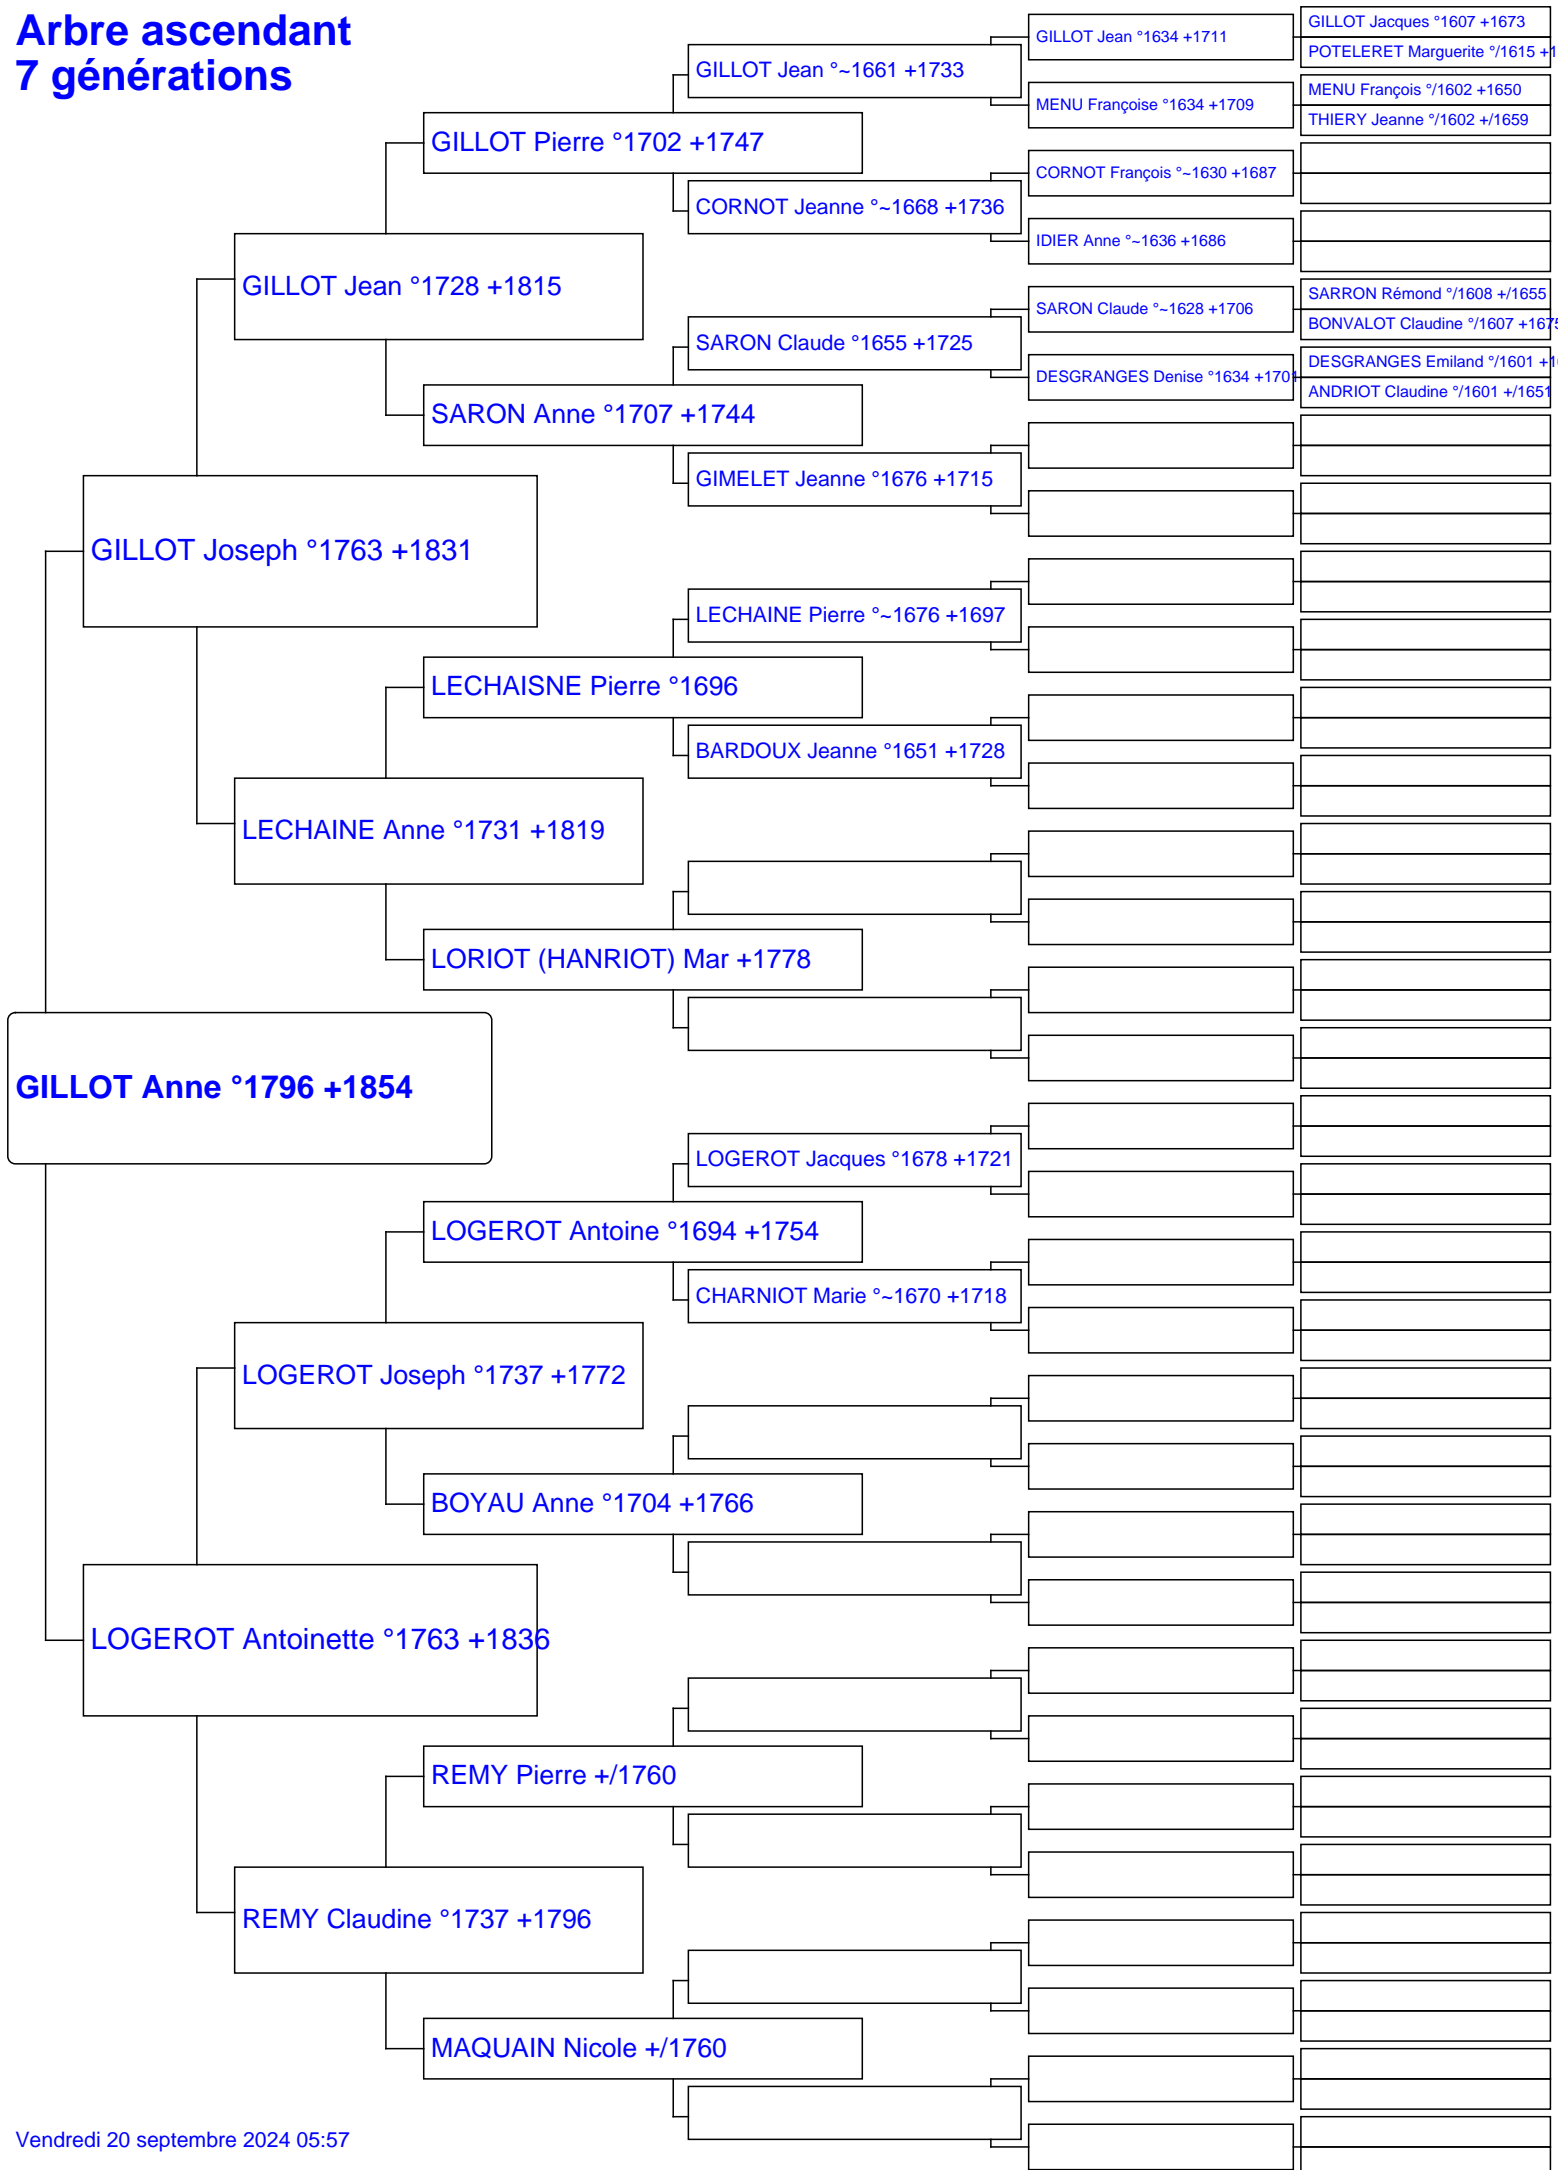 Arbre ascendant
7 générations
GILLOT Jacques °1607 +1673
GILLOT Jean °1634 +1711
POTELERET Marguerite °/1615 +1
GILLOT Jean °~1661 +1733
MENU François °/1602 +1650
MENU Françoise °1634 +1709
THIERY Jeanne °/1602 +/1659
GILLOT Pierre °1702 +1747
CORNOT François °~1630 +1687
CORNOT Jeanne °~1668 +1736
IDIER Anne °~1636 +1686
GILLOT Jean °1728 +1815
SARRON Rémond °/1608 +/1655
SARON Claude °~1628 +1706
BONVALOT Claudine °/1607 +1675
SARON Claude °1655 +1725
DESGRANGES Emiland °/1601 +1
DESGRANGES Denise °1634 +1701
ANDRIOT Claudine °/1601 +/1651
SARON Anne °1707 +1744
GIMELET Jeanne °1676 +1715
GILLOT Joseph °1763 +1831
LECHAINE Pierre °~1676 +1697
LECHAISNE Pierre °1696
BARDOUX Jeanne °1651 +1728
LECHAINE Anne °1731 +1819
LORIOT (HANRIOT) Mar +1778
GILLOT Anne °1796 +1854
LOGEROT Jacques °1678 +1721
LOGEROT Antoine °1694 +1754
CHARNIOT Marie °~1670 +1718
LOGEROT Joseph °1737 +1772
BOYAU Anne °1704 +1766
LOGEROT Antoinette °1763 +1836
REMY Pierre +/1760
REMY Claudine °1737 +1796
MAQUAIN Nicole +/1760
Vendredi 20 septembre 2024 05:57